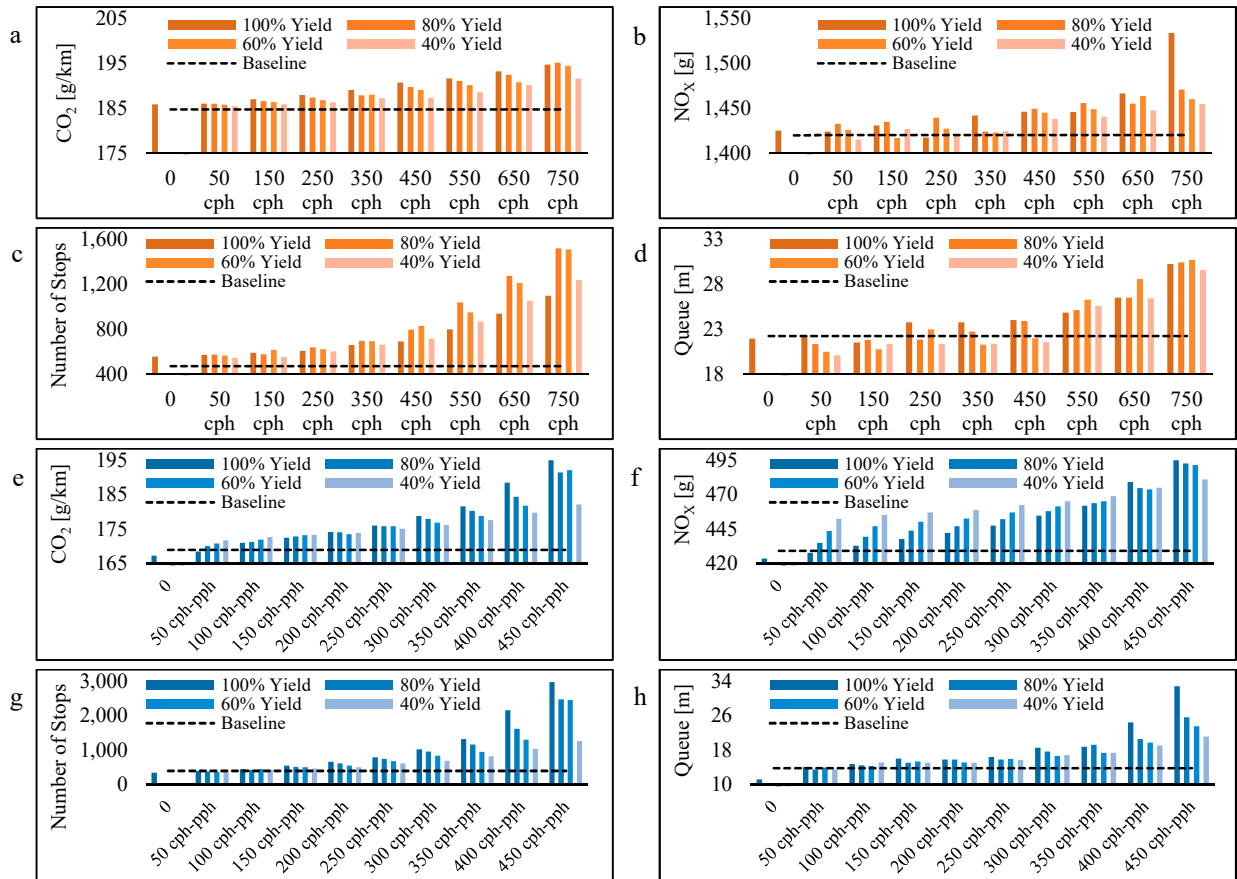 a
CO₂ [g/km]
205
195
185
175
100% Yield 80% Yield
60% Yield 40% Yield
Baseline
0 50 150 250 350 450 550 650 750
cph cph cph cph cph cph cph cph
b
NOX [g]
1,550
1,500
1,450
1,400
100% Yield 80% Yield
60% Yield 40% Yield
Baseline
0 50 150 250 350 450 550 650 750
cph cph cph cph cph cph cph cph
c
Number of Stops
1,600
1,200
800
400
100% Yield 80% Yield
60% Yield 40% Yield
Baseline
0 50 150 250 350 450 550 650 750
cph cph cph cph cph cph cph cph
d
Queue [m]
33
28
23
18
100% Yield 80% Yield
60% Yield 40% Yield
Baseline
0 50 150 250 350 450 550 650 750
cph cph cph cph cph cph cph cph
e
CO₂ [g/km]
195
185
175
165
100% Yield 80% Yield
60% Yield 40% Yield
Baseline
0
50 cph-pph
100 cph-pph
150 cph-pph
200 cph-pph
250 cph-pph
300 cph-pph
350 cph-pph
400 cph-pph
450 cph-pph
f
NOX [g]
495
470
445
420
100% Yield 80% Yield
60% Yield 40% Yield
Baseline
0
50 cph-pph
100 cph-pph
150 cph-pph
200 cph-pph
250 cph-pph
300 cph-pph
350 cph-pph
400 cph-pph
450 cph-pph
g
Number of Stops
3,000
2,000
1,000
0
100% Yield 80% Yield
60% Yield 40% Yield
Baseline
0
50 cph-pph
100 cph-pph
150 cph-pph
200 cph-pph
250 cph-pph
300 cph-pph
350 cph-pph
400 cph-pph
450 cph-pph
h
Queue [m]
34
26
18
10
100% Yield 80% Yield
60% Yield 40% Yield
Baseline
0
50 cph-pph
100 cph-pph
150 cph-pph
200 cph-pph
250 cph-pph
300 cph-pph
350 cph-pph
400 cph-pph
450 cph-pph